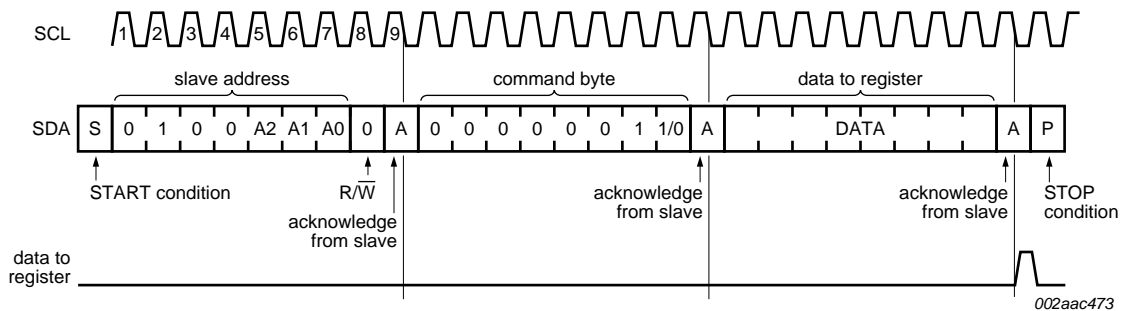 SCL 1 2 3 4 5 6 7 8 9
slave address command byte data to register
SDA S 0 1 0 0 A2 A1 A0 0 A 0 0 0 0 0 0 1 1/0 A DATA A P
START condition R/W̅ acknowledge from slave acknowledge from slave acknowledge from slave STOP condition
data to register
002aac473